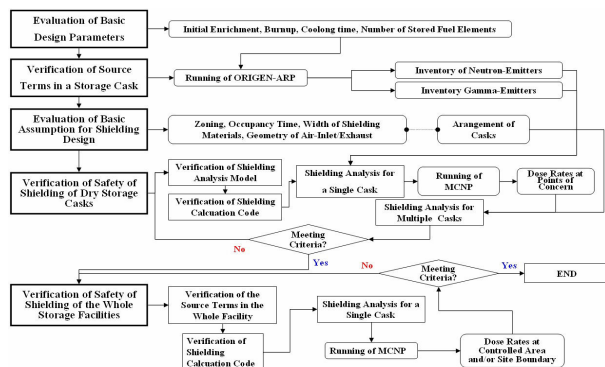 Evaluation of Basic
Design Parameters
Initial Enrichment, Burnup, Coolong time, Number of Stored Fuel Elements
Verification of Source
Terms in a Storage Cask
Running of ORIGEN-ARP
Inventory of Neutron-Emitters
Inventory Gamma-Emitters
Evaluation of Basic
Assumption for Shielding
Design
Zoning, Occupancy Time, Width of Shielding
Materials, Geometry of Air-Inlet/Exhaust
Arangement of
Casks
Verification of Safety of
Shielding of Dry Storage
Casks
Verification of Shielding
Analysis Model
Verification of Shielding
Calcuation Code
Shielding Analysis for
a Single Cask
Running of
MCNP
Dose Rates at
Points of
Concern
Shielding Analysis for
Multiple Casks
Meeting
Criteria?
No
Yes
No
Meeting
Criteria?
Yes
END
Verification of Safety of
Shielding of the Whole
Storage Facilities
Verification of the
Source Terms in the
Whole Facility
Verification of
Shielding
Calcuation Code
Shielding Analysis for a
Single Cask
Running of MCNP
Dose Rates at
Controlled Area
and/or Site Boundary